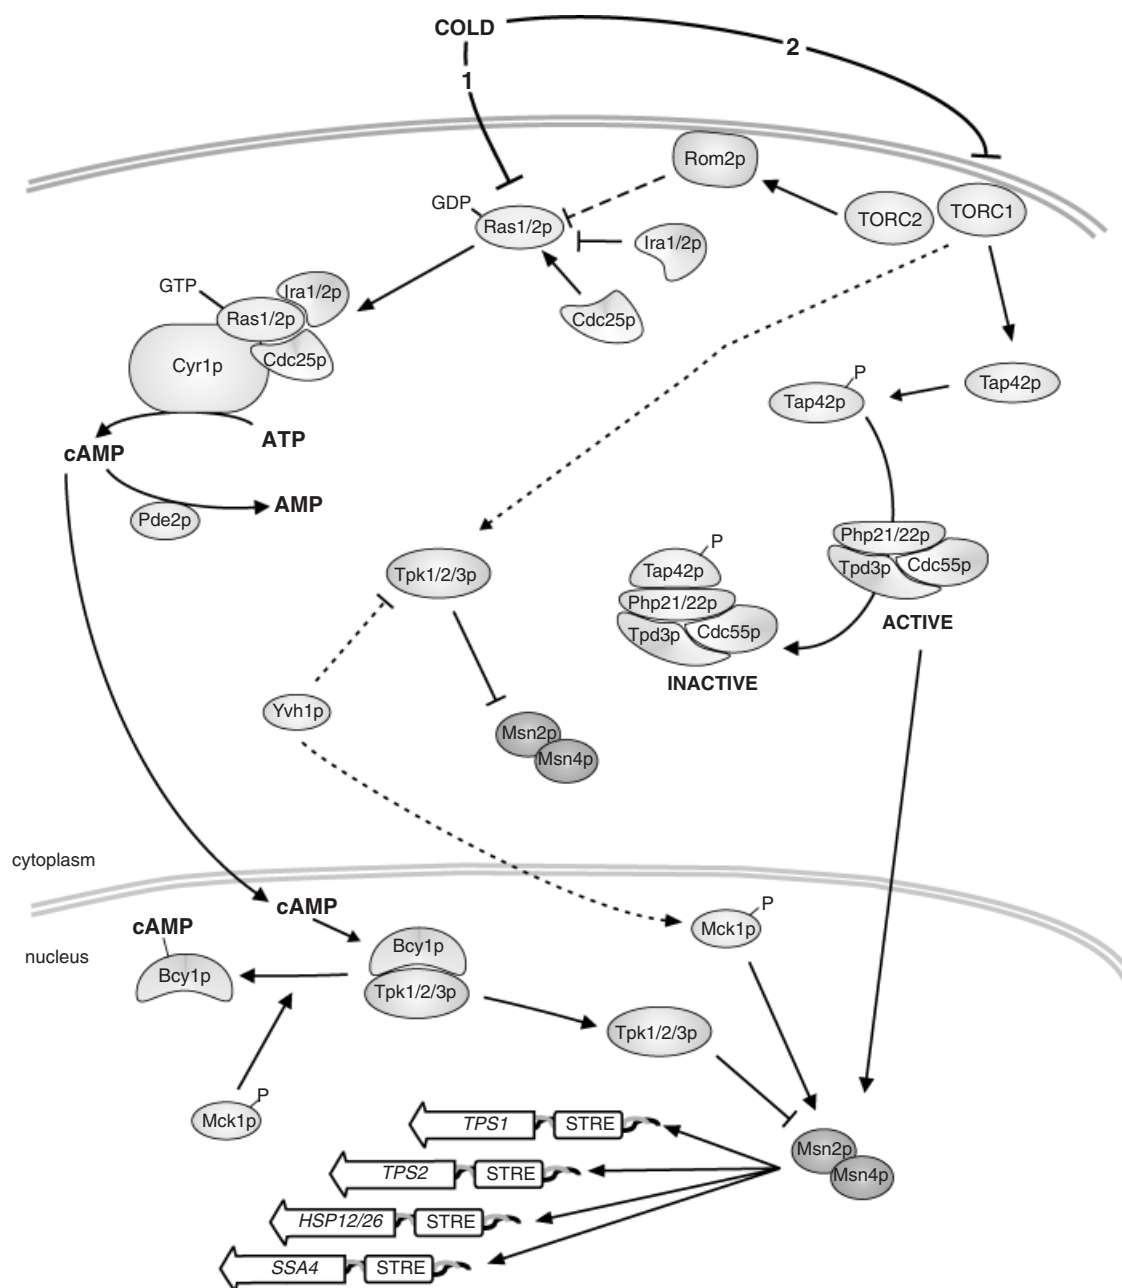 COLD
2
1
Rom2p
GDP
TORC2
TORC1
Ras1/2p
Ira1/2p
GTP
Ira1/2p
Ras1/2p
Cdc25p
Cyr1p
Cdc25p
P
Tap42p
Tap42p
ATP
cAMP
AMP
Pde2p
Php21/22p
P
Tpd3p
Cdc55p
Tap42p
Tpk1/2/3p
Php21/22p
ACTIVE
Tpd3p
Cdc55p
INACTIVE
Yvh1p
Msn2p
Msn4p
cytoplasm
cAMP
P
cAMP
Mck1p
Bcy1p
nucleus
Bcy1p
Tpk1/2/3p
Tpk1/2/3p
P
Mck1p
TPS1
STRE
Msn2p
TPS2
STRE
Msn4p
HSP12/26
STRE
SSA4
STRE